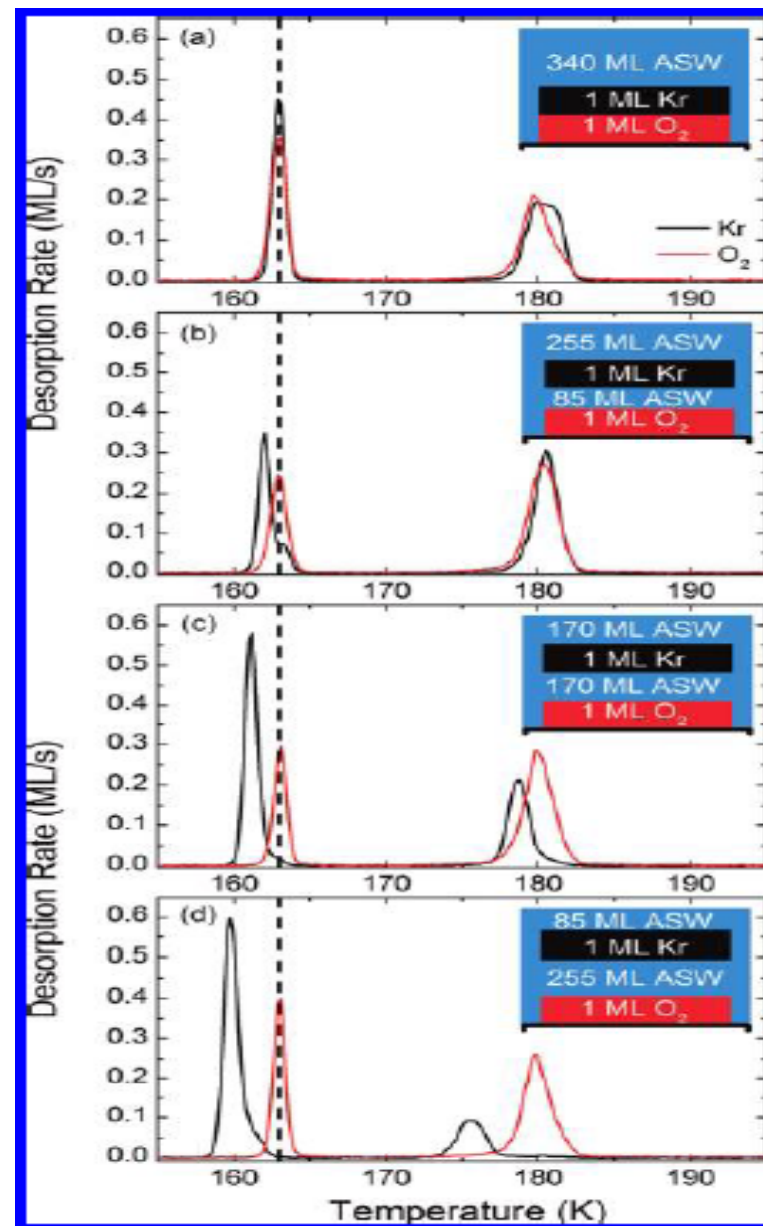 Desorption Rate (ML/s)
(a)
0.6
0.5
0.4
0.3
0.2
0.1
0.0
340 ML ASW
1 ML Kr
1 ML O₂
Kr
O₂
160
170
180
190
(b)
0.6
0.5
0.4
0.3
0.2
0.1
0.0
255 ML ASW
1 ML Kr
85 ML ASW
1 ML O₂
160
170
180
190
Desorption Rate (ML/s)
(c)
0.6
0.5
0.4
0.3
0.2
0.1
0.0
170 ML ASW
1 ML Kr
170 ML ASW
1 ML O₂
160
170
180
190
(d)
0.6
0.5
0.4
0.3
0.2
0.1
0.0
85 ML ASW
1 ML Kr
255 ML ASW
1 ML O₂
160
170
180
190
Temperature (K)